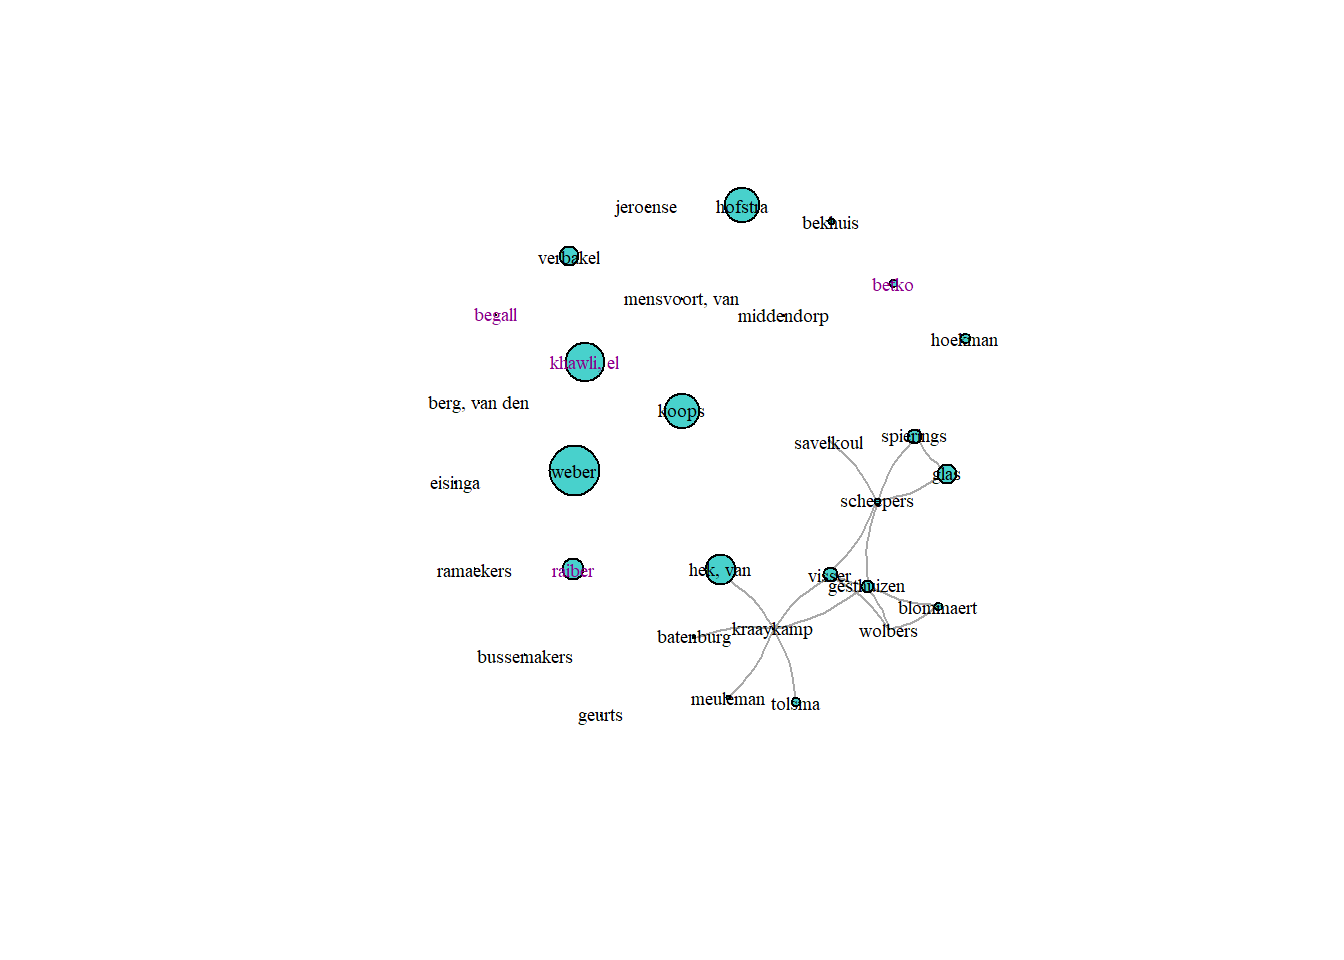 jeroense
hofstra
bekhuis
verbakel
betko
mensvoort, van
begall
middendorp
hoekman
khawli, el
berg, van den
koops
savelkoul
spierings
weber
glas
eisinga
scheepers
ramaekers
raiber
hek, van
visser
gesthuizen
blommaert
batenburg
kraaykamp
wolbers
bussemakers
meuleman
tolsma
geurts